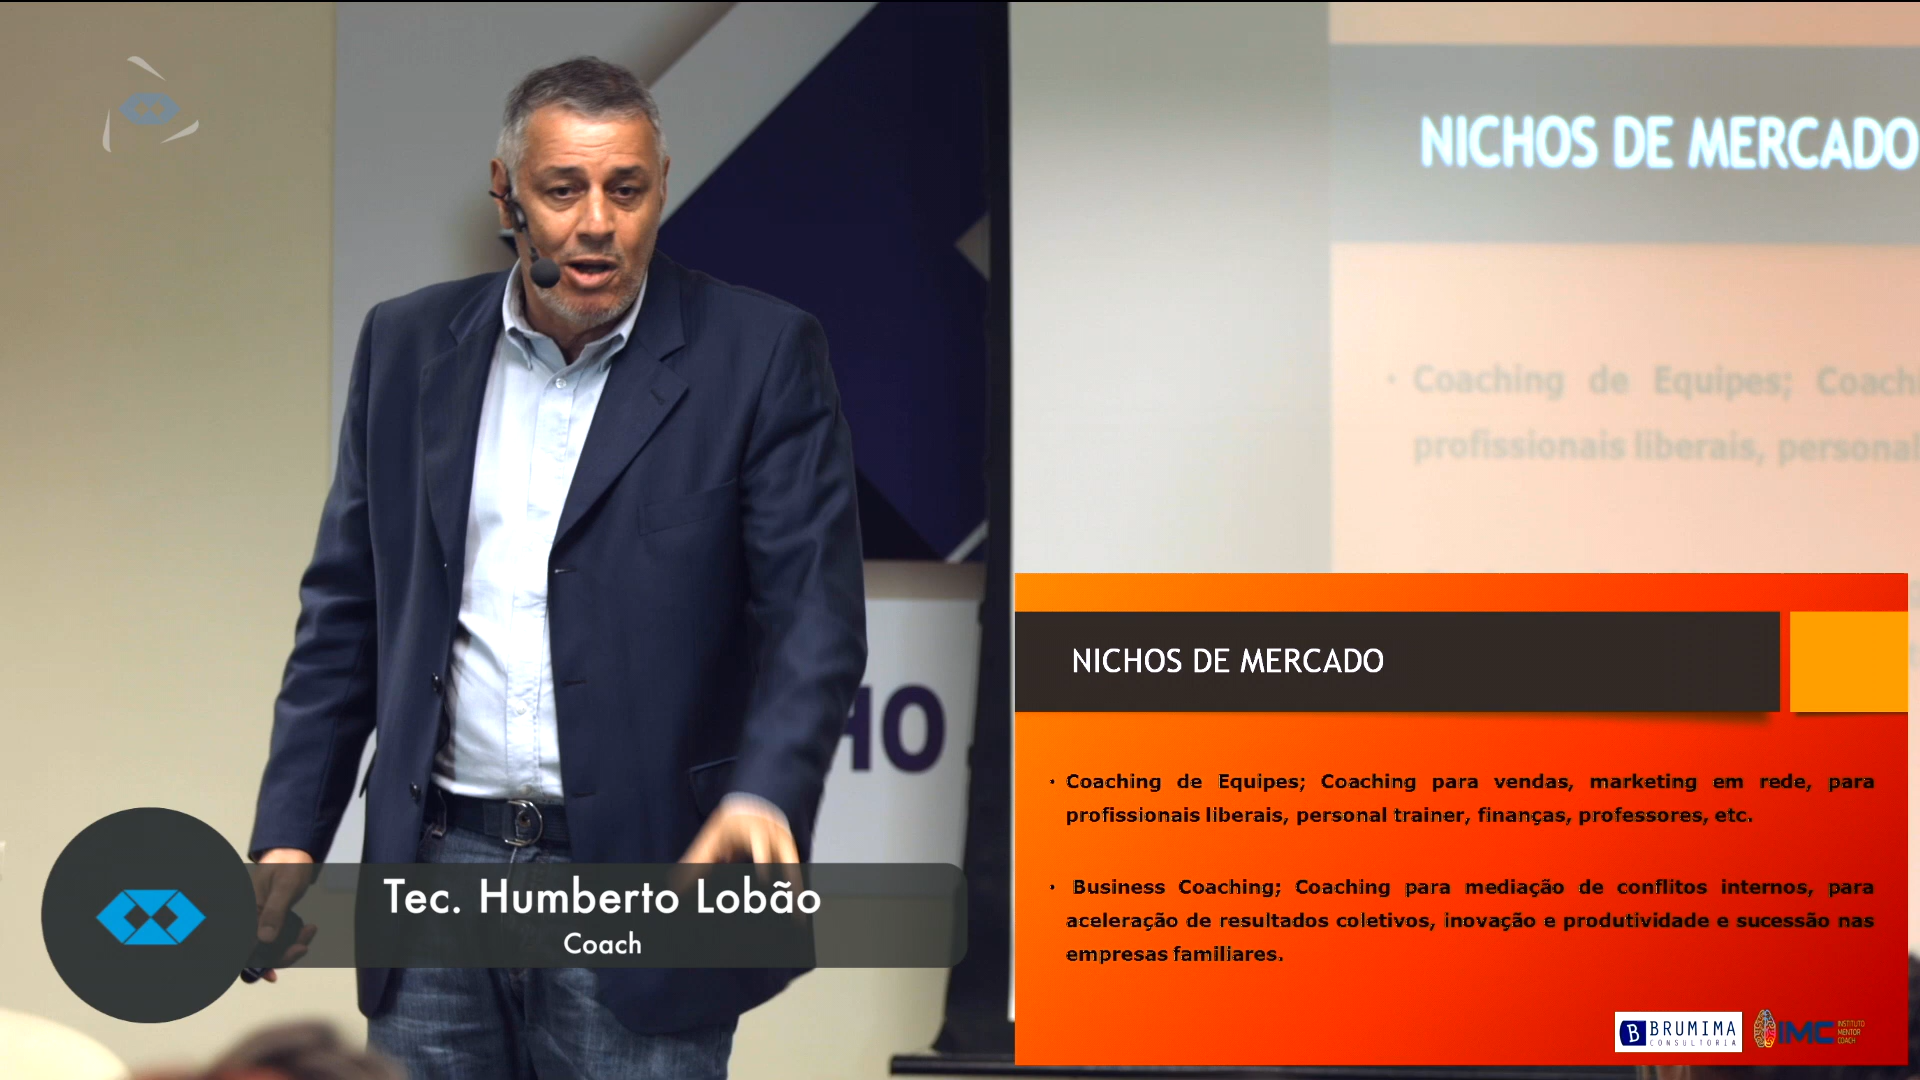 NICHOS DE MERCADO
· Coaching de Equipes; Coach
profissionais liberais, personal
HO
NICHOS DE MERCADO
· Coaching de Equipes; Coaching para vendas, marketing em rede, para
profissionais liberais, personal trainer, finanças, professores, etc.
· Business Coaching; Coaching para mediação de conflitos internos, para
aceleração de resultados coletivos, inovação e produtividade e sucessão nas
empresas familiares.
Tec. Humberto Lobão
Coach
B BRUMIMA
CONSULTORIA
IMC INSTITUTO
MENTOR
COACH